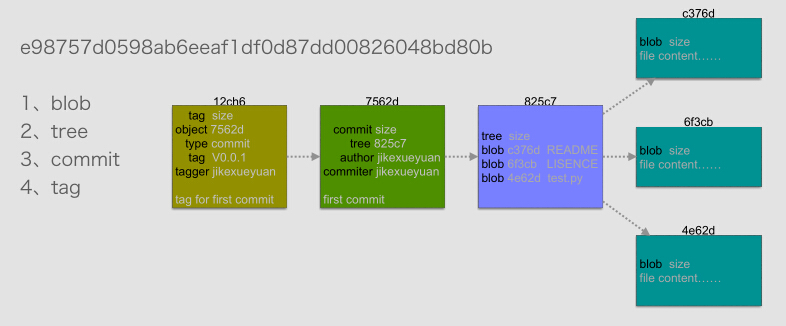 e98757d0598ab6eeaf1df0d87dd00826048bd80b
1、blob
2、tree
3、commit
4、tag
12ch6
tag size
object 7562d
type commit
tag V0.0.1
tagger jikexueyuan
tag for first commit
7562d
commit size
tree 825c7
author jikexueyuan
commiter jikexueyuan
first commit
825c7
tree size
blob c376d README
blob 6f3cb LISENCE
blob 4e62d test.py
c376d
blob size
file content……
6f3cb
blob size
file content……
4e62d
blob size
file content……